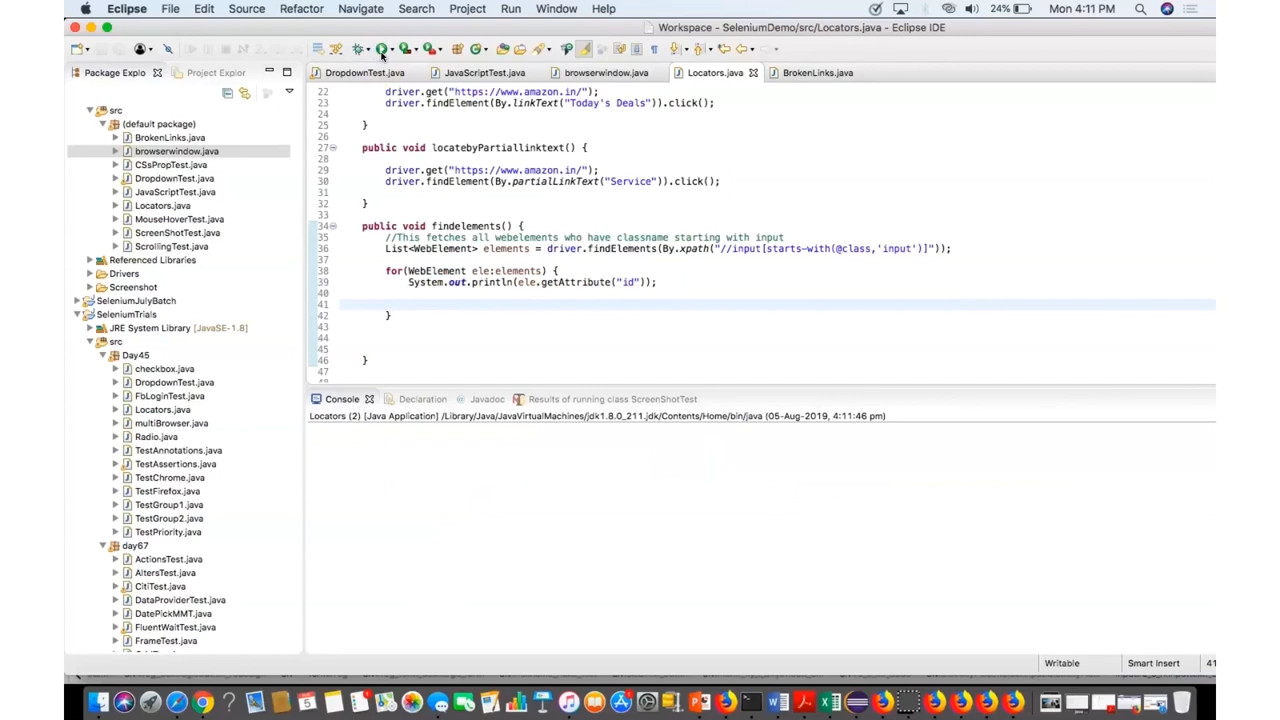 Eclipse File Edit Source Refactor Navigate Search Project Run Window Help 24% Mon 4:11 PM
Workspace - SeleniumDemo/src/Locators.java - Eclipse IDE
Package Explo Project Explor DropdownTest.java JavaScriptTest.java browserwindow.java Locators.java BrokenLinks.java
src
(default package)
BrokenLinks.java
browserwindow.java
CSsPropTest.java
DropdownTest.java
JavaScriptTest.java
Locators.java
MouseHoverTest.java
ScreenShotTest.java
ScrollingTest.java
Referenced Libraries
Drivers
Screenshot
SeleniumJulyBatch
SeleniumTrials
JRE System Library [JavaSE-1.8]
src
Day45
checkbox.java
DropdownTest.java
FbLoginTest.java
Locators.java
multiBrowser.java
Radio.java
TestAnnotations.java
TestAssertions.java
TestChrome.java
TestFirefox.java
TestGroup1.java
TestGroup2.java
TestPriority.java
day67
ActionsTest.java
AltersTest.java
CitiTest.java
DataProviderTest.java
DatePickMMT.java
FluentWaitTest.java
FrameTest.java
22 driver.get("https://www.amazon.in/");
23 driver.findElement(By.linkText("Today's Deals")).click();
24
25 }
26
27 public void locatebyPartiallinktext() {
28
29 driver.get("https://www.amazon.in/");
30 driver.findElement(By.partialLinkText("Service")).click();
31
32 }
33
34 public void findelements() {
35 //This fetches all webelements who have classname starting with input
36 List<WebElement> elements = driver.findElements(By.xpath("//input[starts-with(@class,'input')]"));
37
38 for(WebElement ele:elements) {
39 System.out.println(ele.getAttribute("id"));
40
41
42 }
43
44
45
46 }
47
48
Console Declaration Javadoc Results of running class ScreenShotTest
Locators (2) [Java Application] /Library/Java/JavaVirtualMachines/jdk1.8.0_211.jdk/Contents/Home/bin/java (05-Aug-2019, 4:11:46 pm)
Writable Smart Insert 41